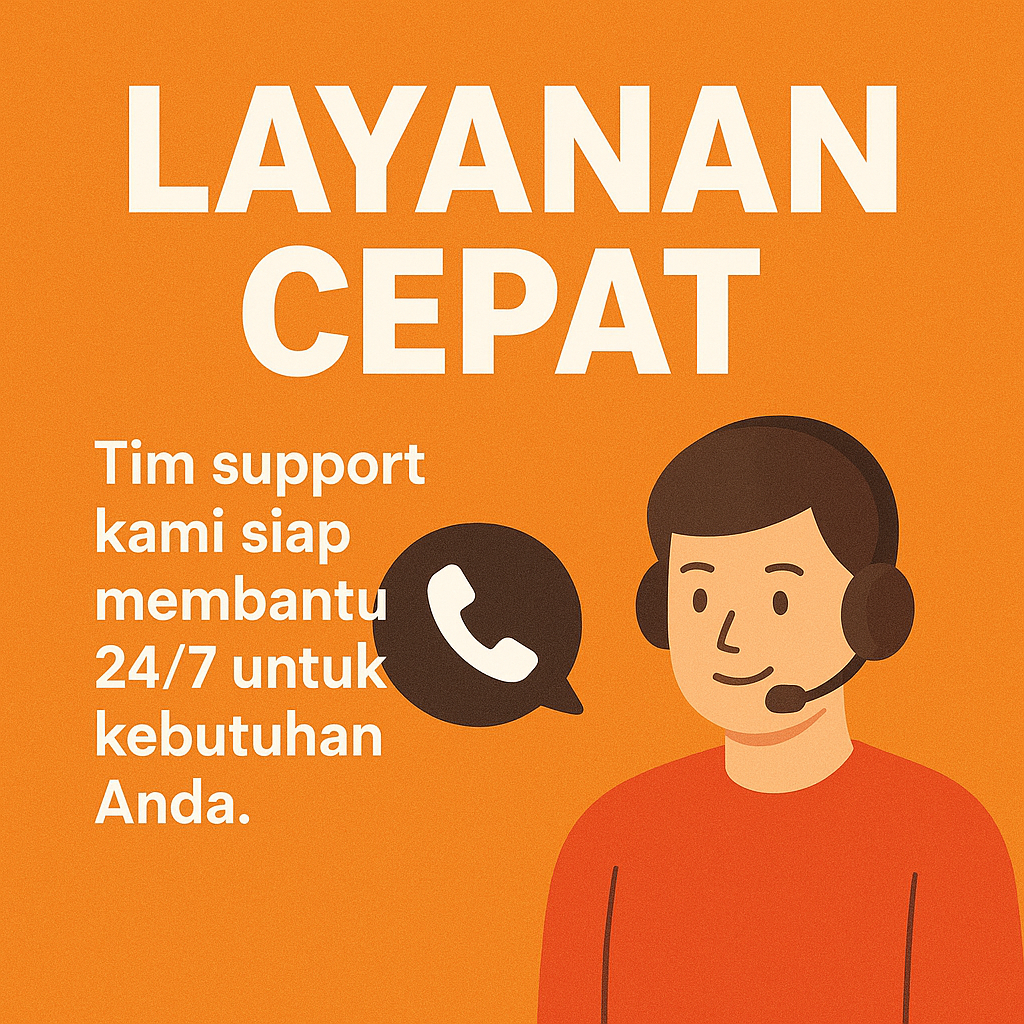 LAYANAN
CEPAT
Tim support
kami siap
membantu
24/7 untuk
kebutuhan
Anda.